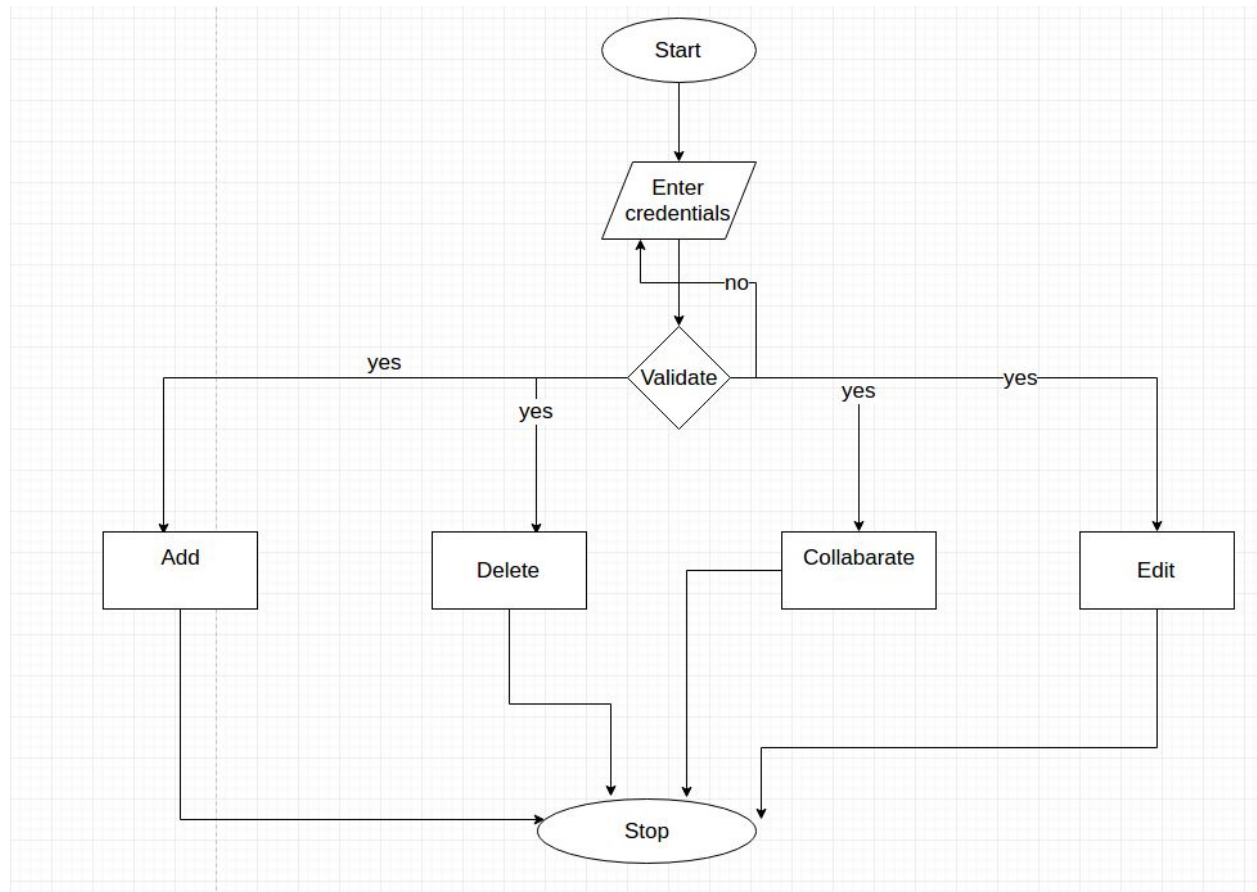 Start
Enter
credentials
no
yes
yes
yes
yes
Validate
Add
Delete
Collabarate
Edit
Stop